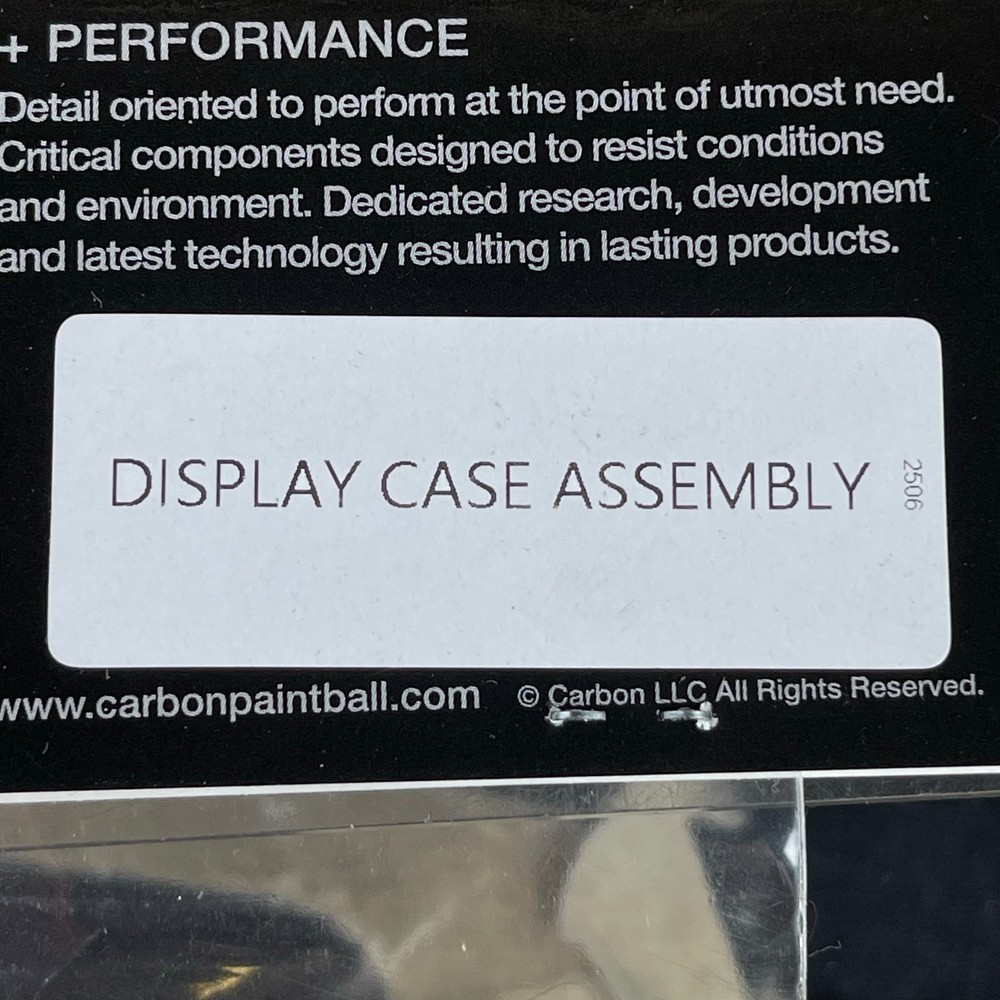 + PERFORMANCE
Detail oriented to perform at the point of utmost need.
Critical components designed to resist conditions
and environment. Dedicated research, development
and latest technology resulting in lasting products.
DISPLAY CASE ASSEMBLY
2506
www.carbonpaintball.com © Carbon LLC All Rights Reserved.